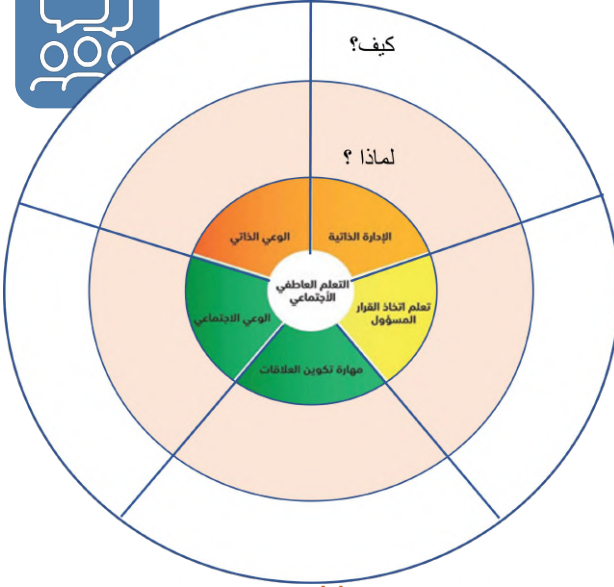 كيف؟
لماذا ؟
الوعي الذاتي
الإدارة الذاتية
التعلم العاطفي
الأجتماعي
تعلم اتخاذ القرار
المسؤول
الوعي الاجتماعي
مهارة تكوين العلاقات